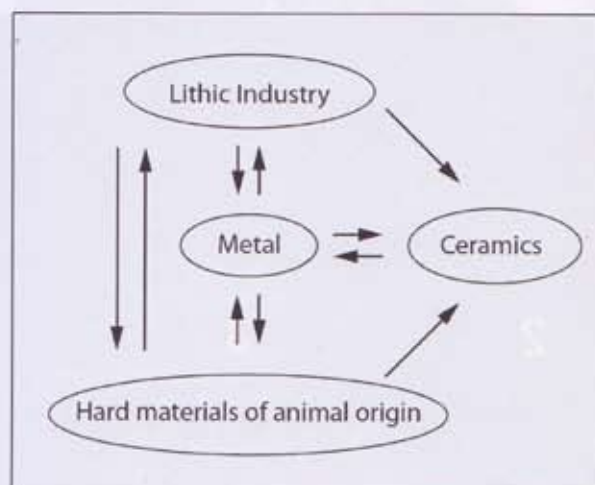 Lithic Industry
Metal
Ceramics
Hard materials of animal origin